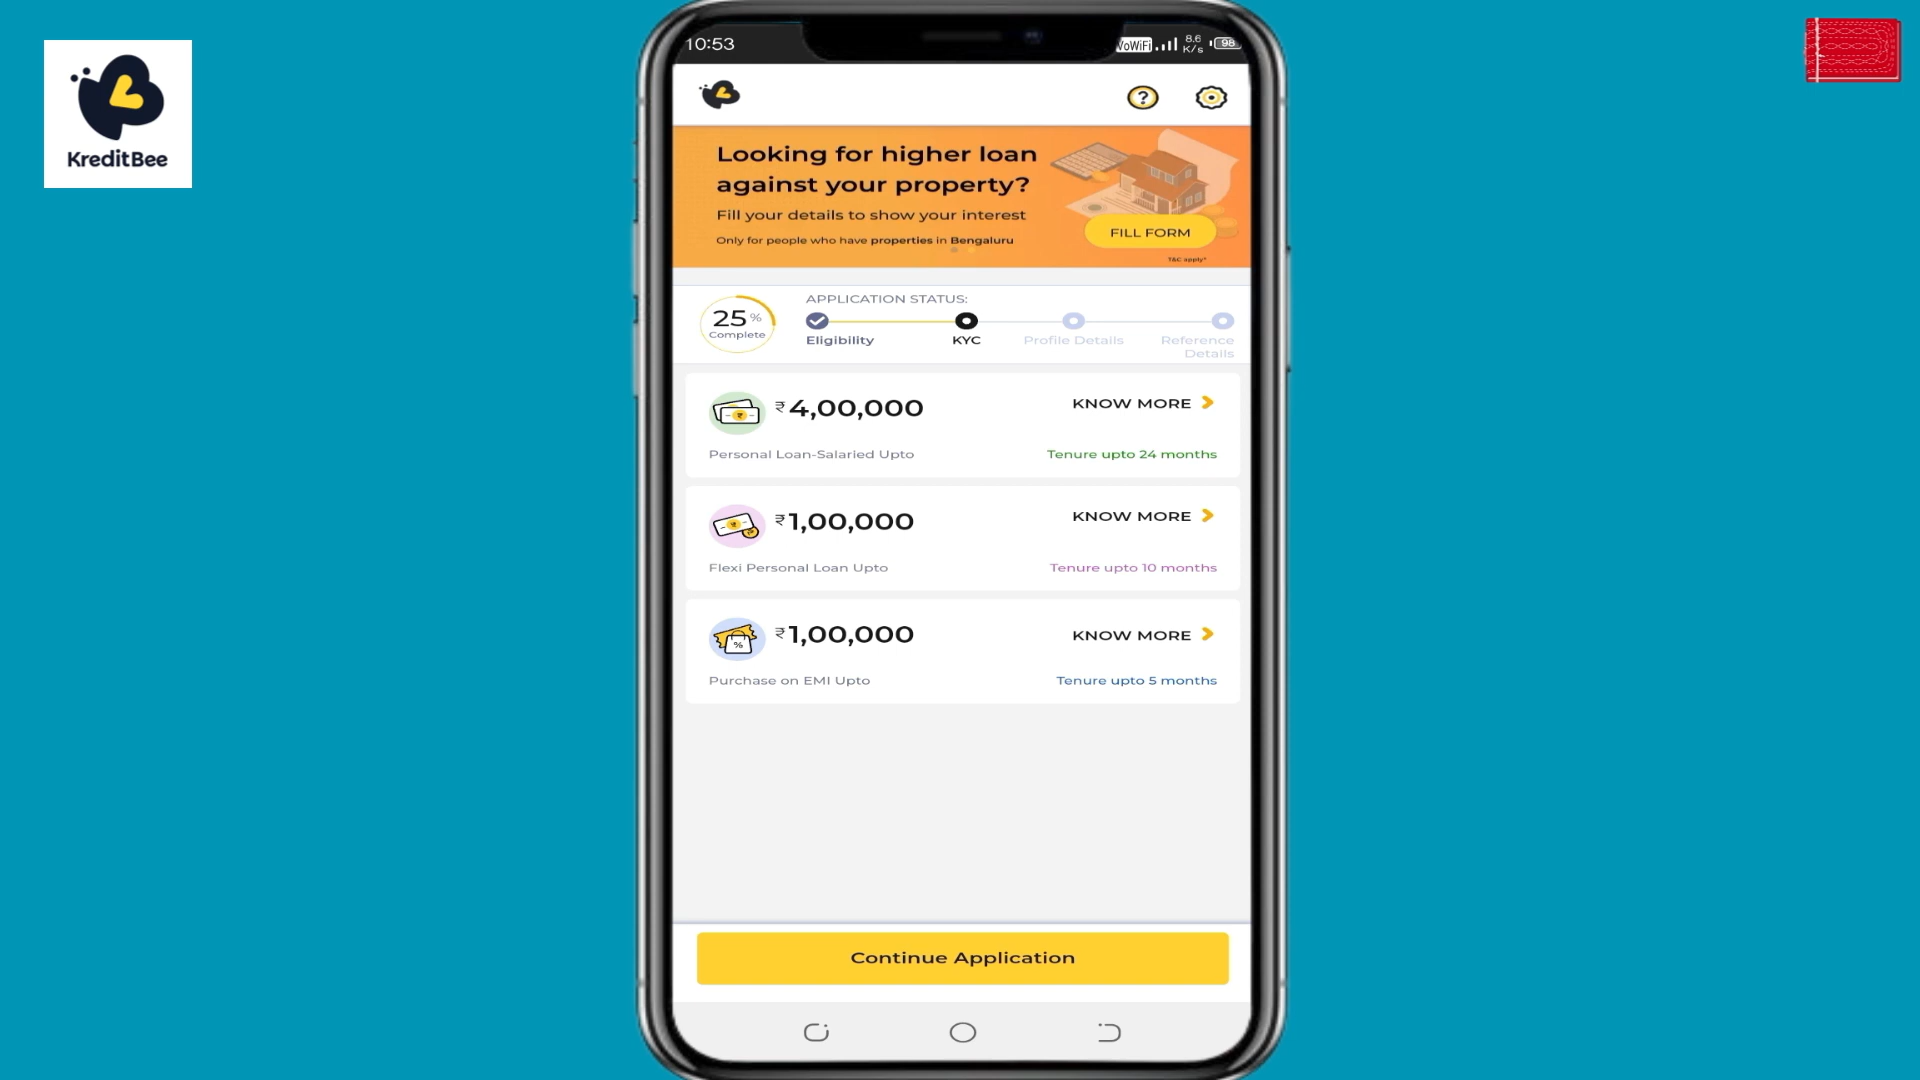 KreditBee
10:53
VoWiFi
8.6
K/s
98
?
Looking for higher loan
against your property?
Fill your details to show your interest
Only for people who have properties in Bengaluru
FILL FORM
T&C apply*
25 %
Complete
APPLICATION STATUS:
Eligibility
KYC
Profile Details
Reference
Details
₹4,00,000
KNOW MORE
Personal Loan-Salaried Upto
Tenure upto 24 months
₹1,00,000
KNOW MORE
Flexi Personal Loan Upto
Tenure upto 10 months
%
₹1,00,000
KNOW MORE
Purchase on EMI Upto
Tenure upto 5 months
Continue Application